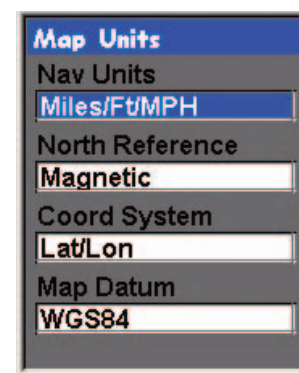 Map Units
Nav Units
Miles/Ft/MPH
North Reference
Magnetic
Coord System
Lat/Lon
Map Datum
WGS84